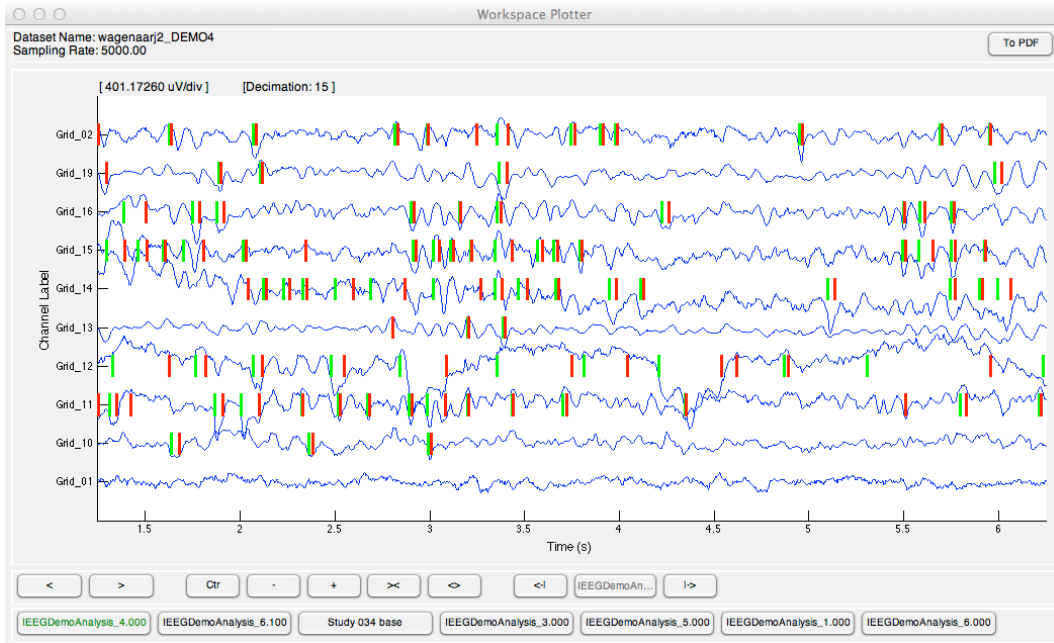 Workspace Plotter
Dataset Name: wagenaarj2_DEMO4
Sampling Rate: 5000.00
To PDF
[ 401.17260 uV/div ] [Decimation: 15 ]
Grid_02
Grid_19
Grid_16
Grid_15
Grid_14
Grid_13
Grid_12
Grid_11
Grid_10
Grid_01
Channel Label
1.5 2 2.5 3 3.5 4 4.5 5 5.5 6
Time (s)
< > Ctr - + >< <> <-| IEEGDemoAn... |->
IEEGDemoAnalysis_4.000 IEEGDemoAnalysis_6.100 Study 034 base IEEGDemoAnalysis_3.000 IEEGDemoAnalysis_5.000 IEEGDemoAnalysis_1.000 IEEGDemoAnalysis_6.000